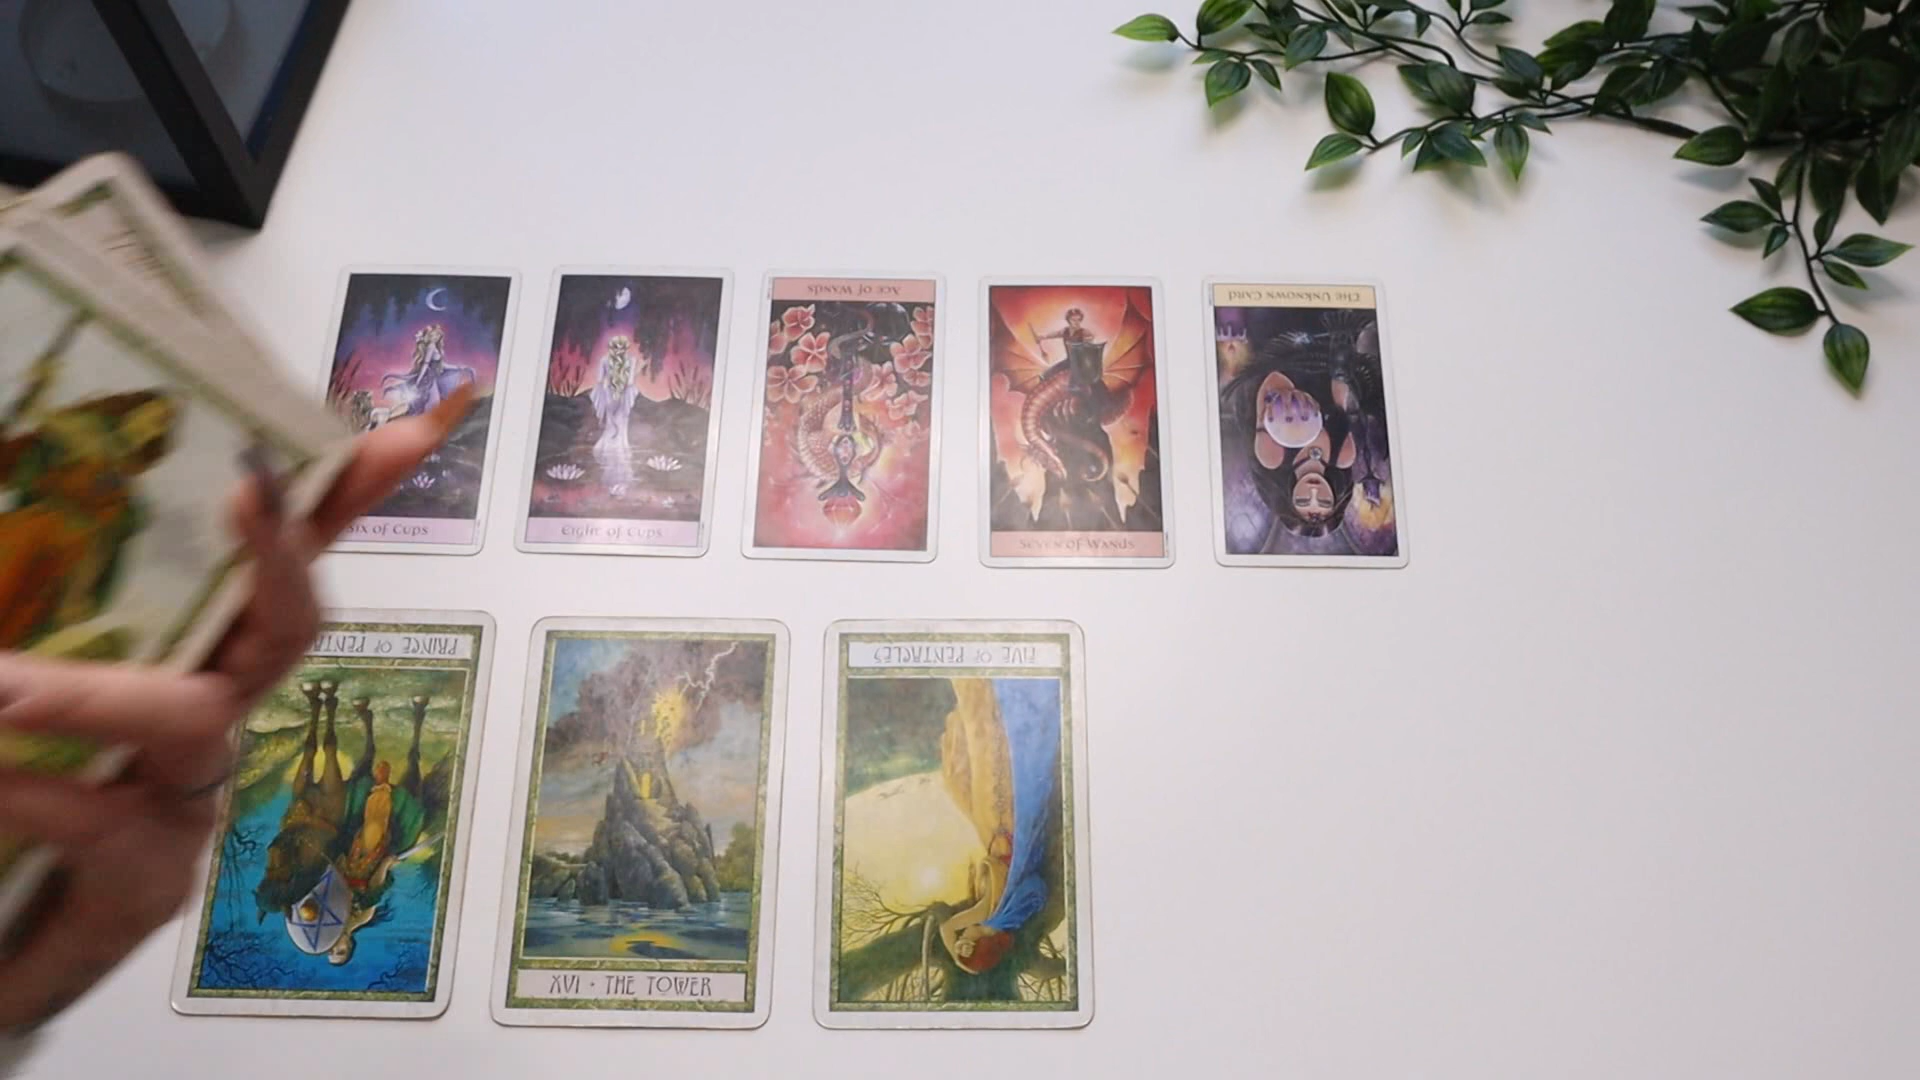 Six of Cups
Eight of Cups
Ace of Wands
Seven of Wands
The Unknown Card
PRINCE OF
XVI • THE TOWER
FIVE OF PENTACLES